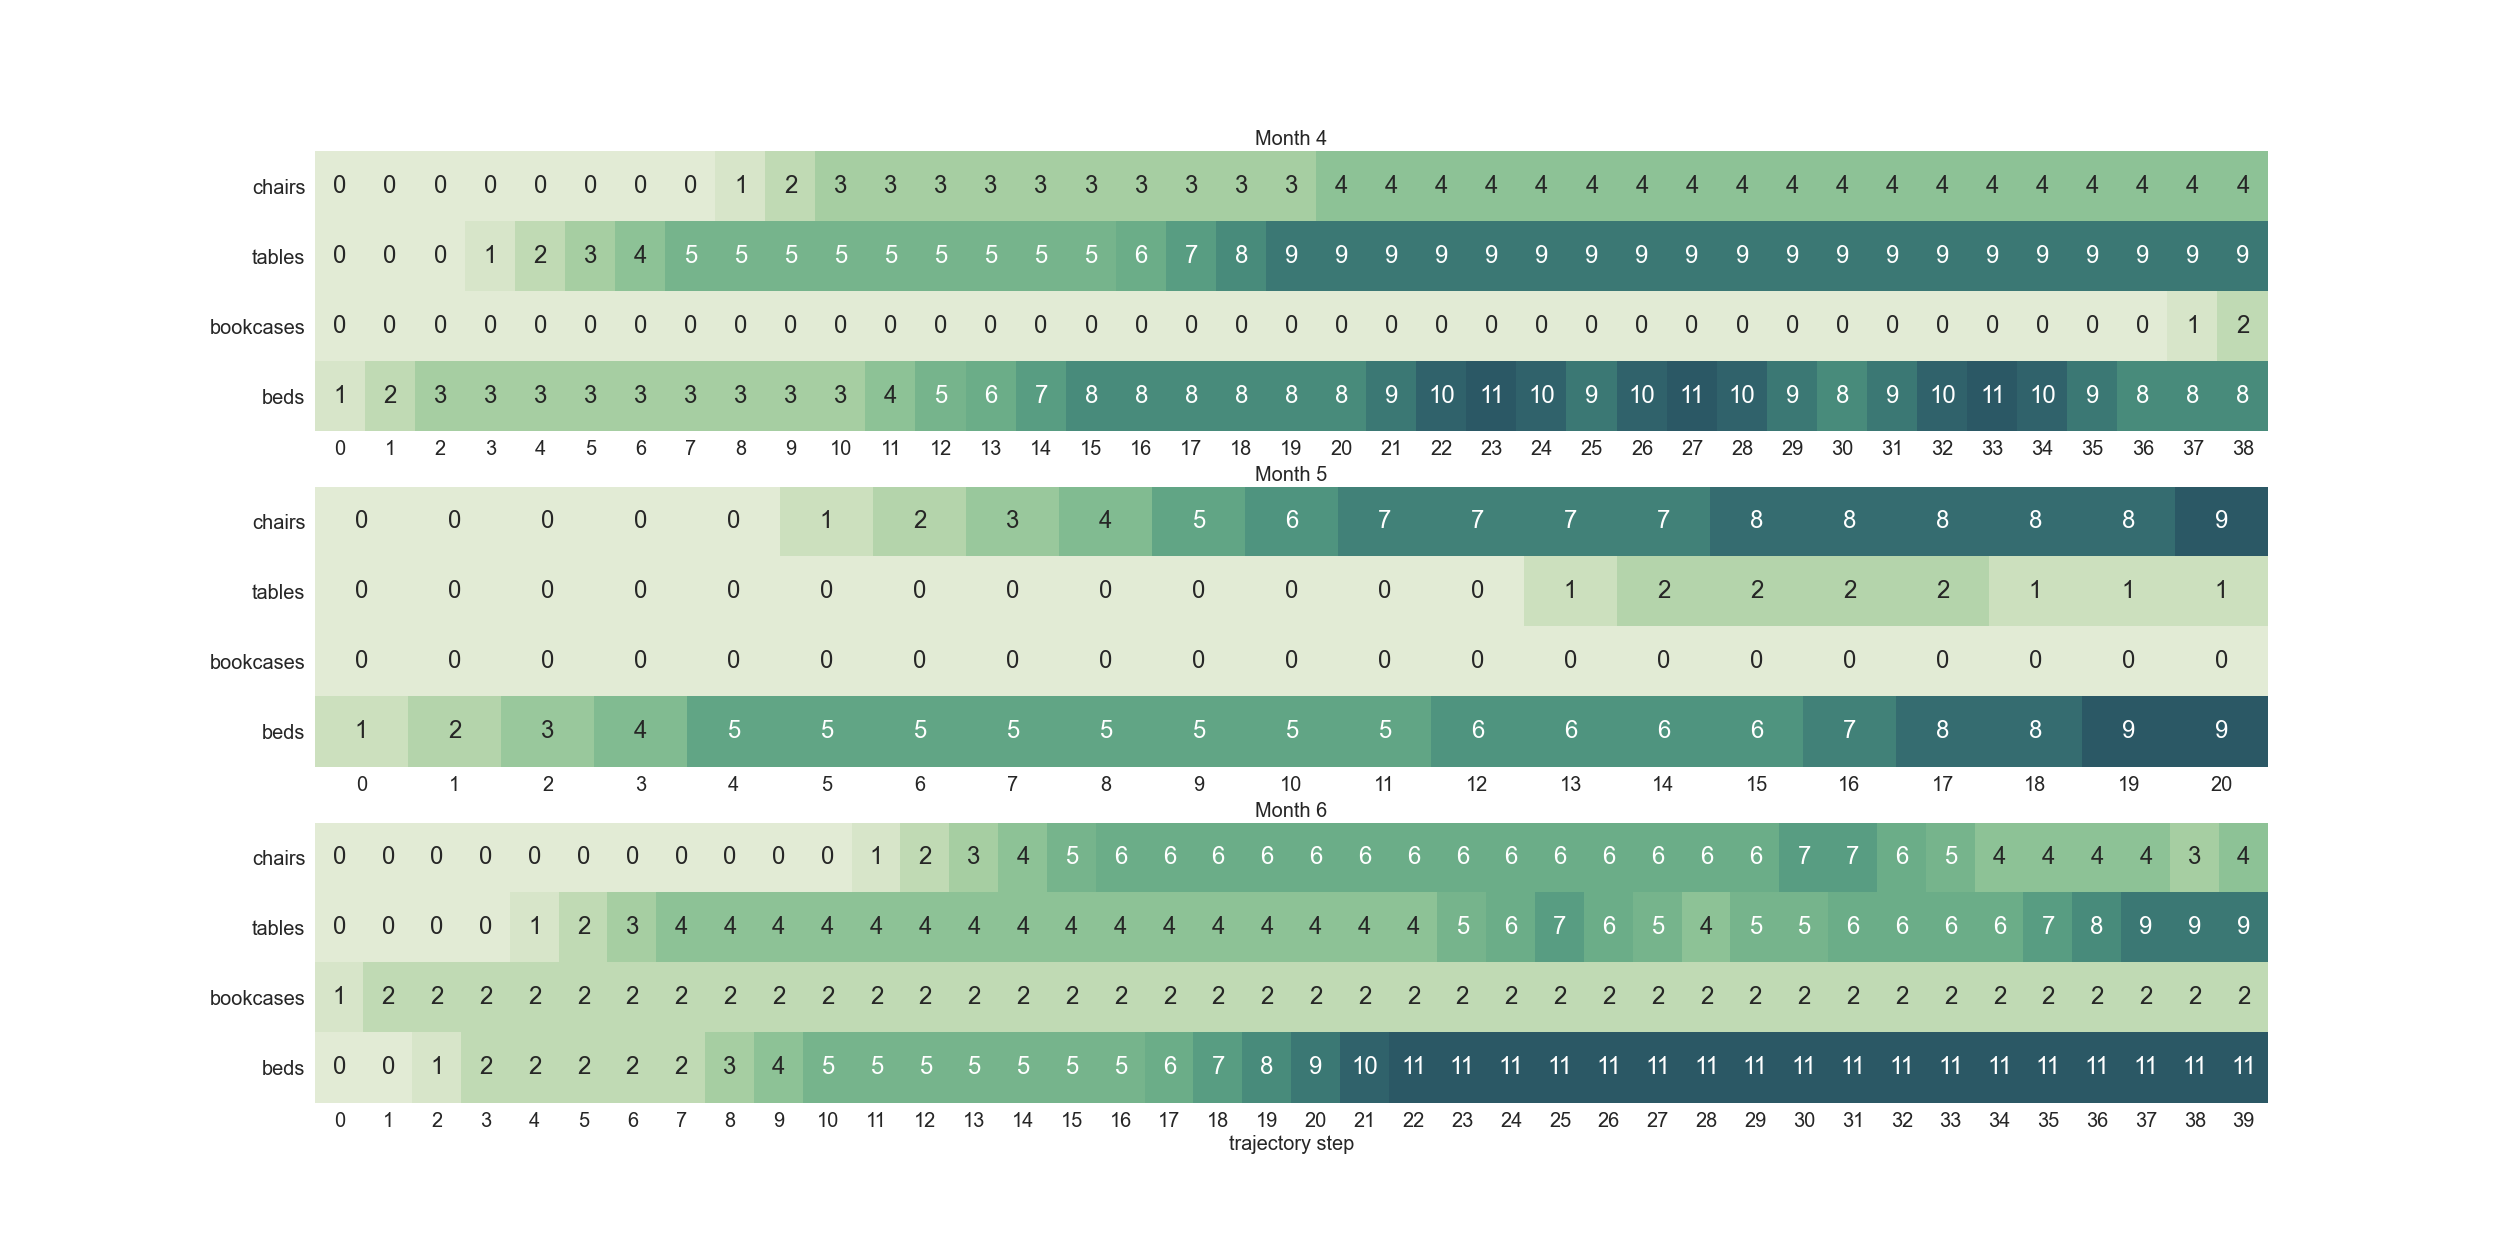 Month 4
chairs 0 0 0 0 0 0 0 0 1 2 3 3 3 3 3 3 3 3 3 3 4 4 4 4 4 4 4 4 4 4 4 4 4 4 4 4 4 4 4
tables 0 0 0 1 2 3 4 5 5 5 5 5 5 5 5 5 6 7 8 9 9 9 9 9 9 9 9 9 9 9 9 9 9 9 9 9 9 9 9
bookcases 0 0 0 0 0 0 0 0 0 0 0 0 0 0 0 0 0 0 0 0 0 0 0 0 0 0 0 0 0 0 0 0 0 0 0 0 0 1 2
beds 1 2 3 3 3 3 3 3 3 3 3 4 5 6 7 8 8 8 8 8 8 9 10 11 10 9 10 11 10 9 8 9 10 11 10 9 8 8 8
0 1 2 3 4 5 6 7 8 9 10 11 12 13 14 15 16 17 18 19 20 21 22 23 24 25 26 27 28 29 30 31 32 33 34 35 36 37 38
Month 5
chairs 0 0 0 0 0 1 2 3 4 5 6 7 7 7 7 8 8 8 8 8 9
tables 0 0 0 0 0 0 0 0 0 0 0 0 0 1 2 2 2 2 1 1 1
bookcases 0 0 0 0 0 0 0 0 0 0 0 0 0 0 0 0 0 0 0 0 0
beds 1 2 3 4 5 5 5 5 5 5 5 5 6 6 6 6 7 8 8 9 9
0 1 2 3 4 5 6 7 8 9 10 11 12 13 14 15 16 17 18 19 20
Month 6
chairs 0 0 0 0 0 0 0 0 0 0 0 1 2 3 4 5 6 6 6 6 6 6 6 6 6 6 6 6 6 6 7 7 6 5 4 4 4 4 3 4
tables 0 0 0 0 1 2 3 4 4 4 4 4 4 4 4 4 4 4 4 4 4 4 4 5 6 7 6 5 4 5 5 6 6 6 6 7 8 9 9 9
bookcases 1 2 2 2 2 2 2 2 2 2 2 2 2 2 2 2 2 2 2 2 2 2 2 2 2 2 2 2 2 2 2 2 2 2 2 2 2 2 2 2
beds 0 0 1 2 2 2 2 2 3 4 5 5 5 5 5 5 5 6 7 8 9 10 11 11 11 11 11 11 11 11 11 11 11 11 11 11 11 11 11 11
0 1 2 3 4 5 6 7 8 9 10 11 12 13 14 15 16 17 18 19 20 21 22 23 24 25 26 27 28 29 30 31 32 33 34 35 36 37 38 39
trajectory step